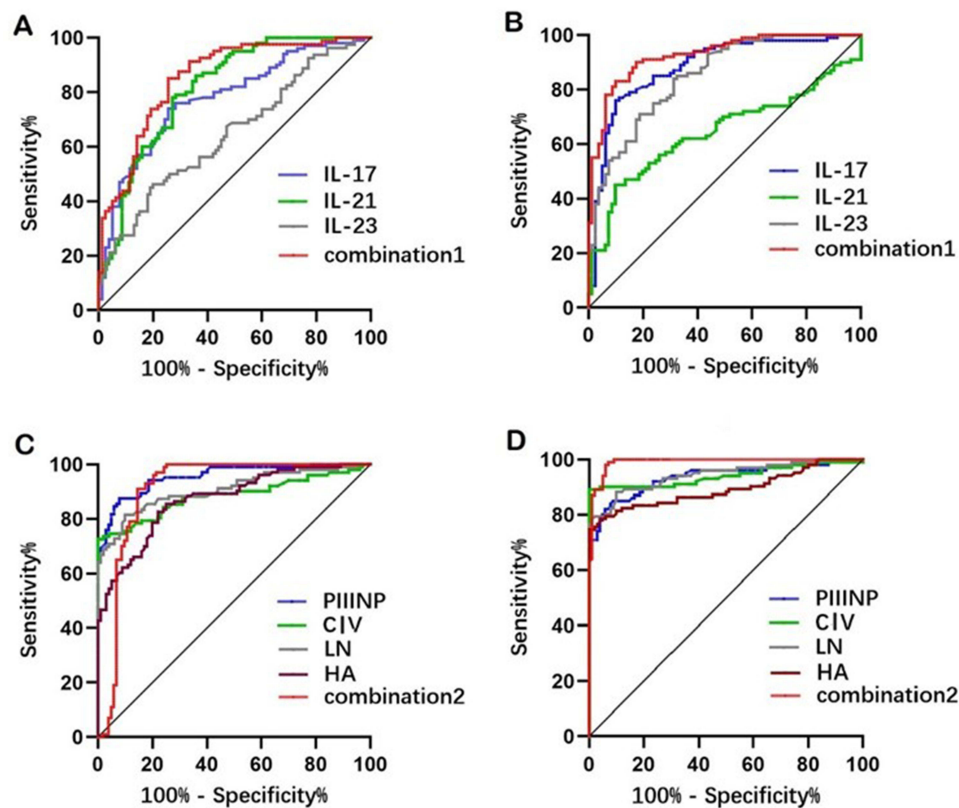 A
100
80
60
40
20
0
Sensitivity%
IL-17
IL-21
IL-23
combination1
0 20 40 60 80 100
100% - Specificity%
B
100
80
60
40
20
0
Sensitivity%
IL-17
IL-21
IL-23
combination1
0 20 40 60 80 100
100% - Specificity%
C
100
80
60
40
20
0
Sensitivity%
PIIINP
CⅠV
LN
HA
combination2
0 20 40 60 80 100
100% - Specificity%
D
100
80
60
40
20
0
Sensitivity%
PIIINP
CⅠV
LN
HA
combination2
0 20 40 60 80 100
100% - Specificity%